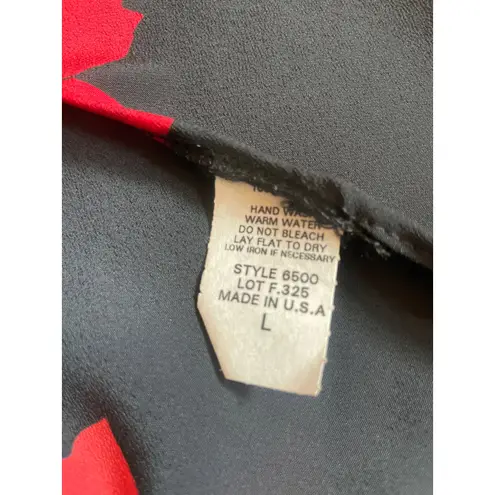 HAND WASH
WARM WATER
DO NOT BLEACH
LAY FLAT TO DRY
LOW IRON IF NECESSARY
STYLE 6500
LOT F.325
MADE IN U.S.A
L